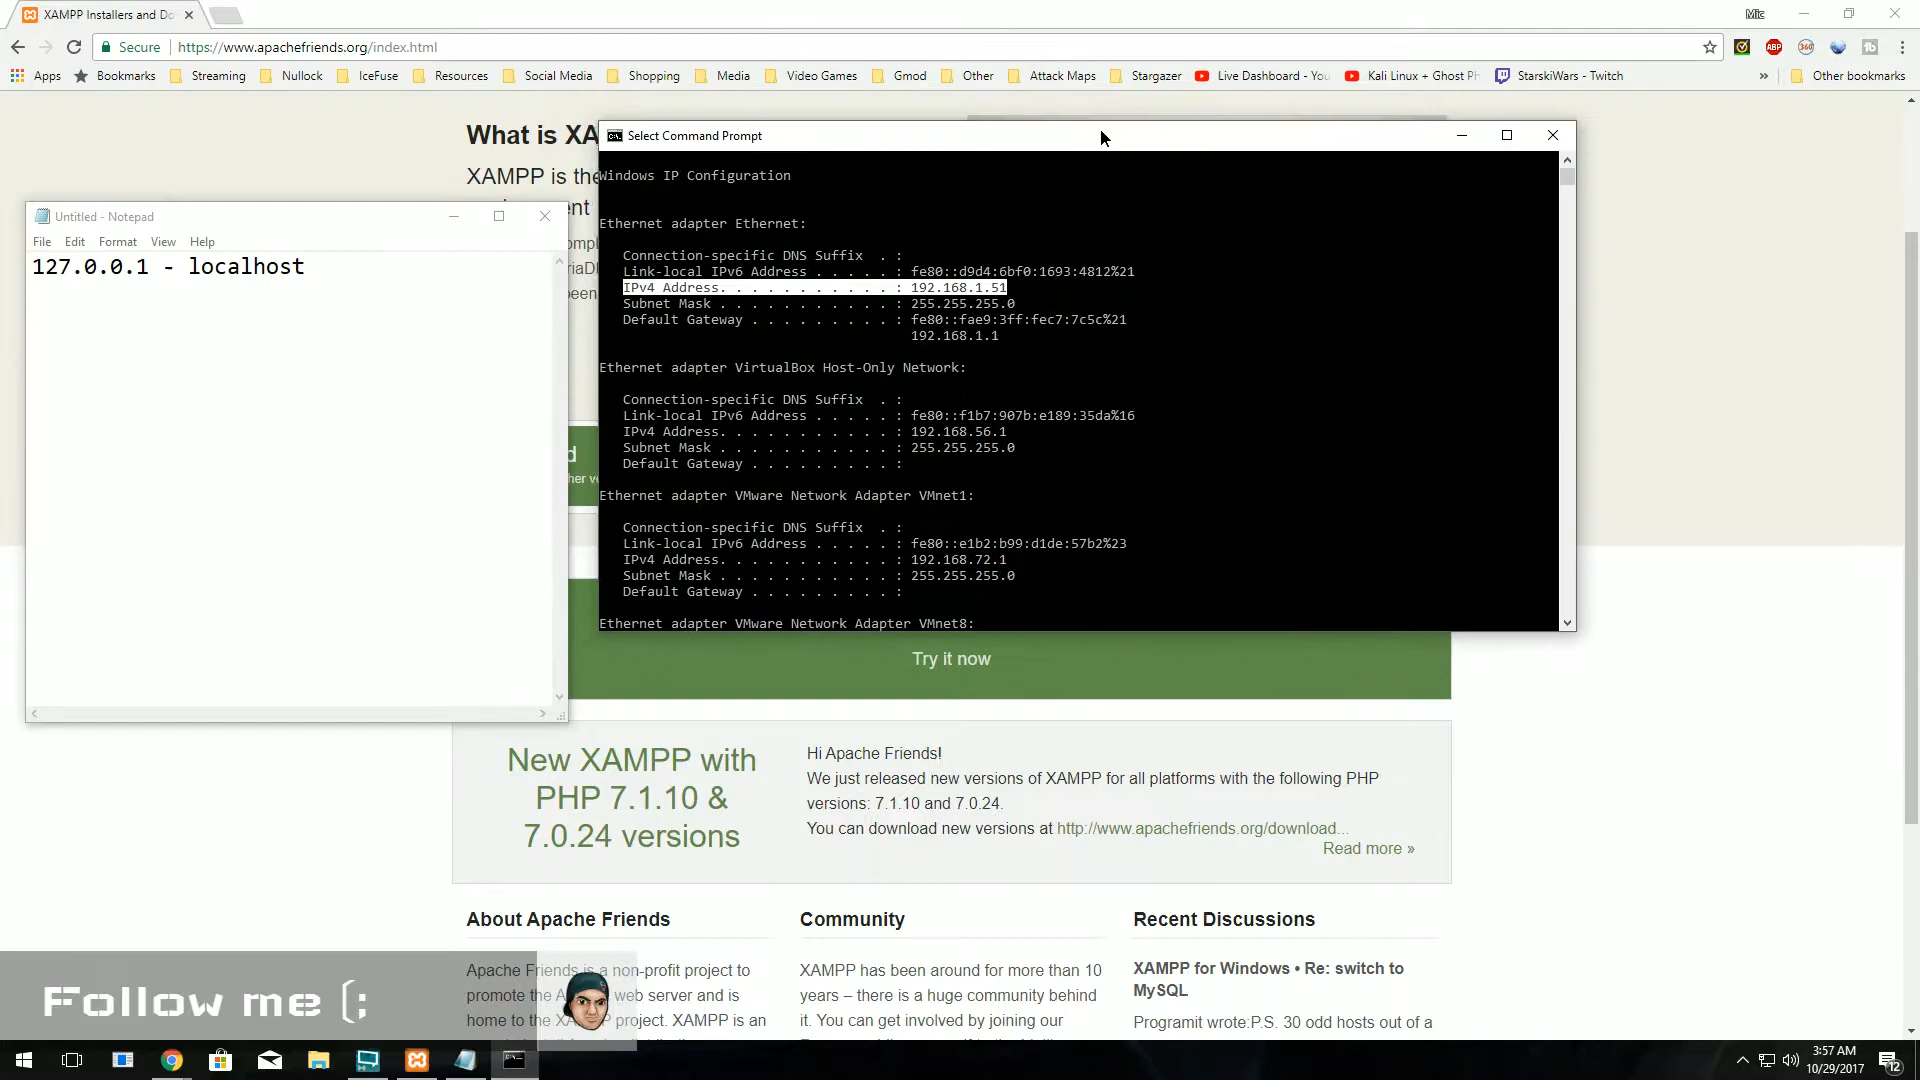 XAMPP Installers and Do
Mic
Secure
https://www.apachefriends.org/index.html
ABP
360
Apps
Bookmarks
Streaming
Nullock
IceFuse
Resources
Social Media
Shopping
Media
Video Games
Gmod
Other
Attack Maps
Stargazer
Live Dashboard - You
Kali Linux + Ghost Ph
StarskiWars - Twitch
»
Other bookmarks
What is XA
XAMPP is the
ent
Untitled - Notepad
File Edit Format View Help
127.0.0.1 - localhost
Select Command Prompt
Windows IP Configuration
Ethernet adapter Ethernet:
Connection-specific DNS Suffix  . :
Link-local IPv6 Address . . . . . : fe80::d9d4:6bf0:1693:4812%21
IPv4 Address. . . . . . . . . . . : 192.168.1.51
Subnet Mask . . . . . . . . . . . : 255.255.255.0
Default Gateway . . . . . . . . . : fe80::fae9:3ff:fec7:7c5c%21
192.168.1.1
Ethernet adapter VirtualBox Host-Only Network:
Connection-specific DNS Suffix  . :
Link-local IPv6 Address . . . . . : fe80::f1b7:907b:e189:35da%16
IPv4 Address. . . . . . . . . . . : 192.168.56.1
Subnet Mask . . . . . . . . . . . : 255.255.255.0
Default Gateway . . . . . . . . . :
Ethernet adapter VMware Network Adapter VMnet1:
Connection-specific DNS Suffix  . :
Link-local IPv6 Address . . . . . : fe80::e1b2:b99:d1de:57b2%23
IPv4 Address. . . . . . . . . . . : 192.168.72.1
Subnet Mask . . . . . . . . . . . : 255.255.255.0
Default Gateway . . . . . . . . . :
Ethernet adapter VMware Network Adapter VMnet8:
Try it now
New XAMPP with
PHP 7.1.10 &
7.0.24 versions
Hi Apache Friends!
We just released new versions of XAMPP for all platforms with the following PHP
versions: 7.1.10 and 7.0.24.
You can download new versions at http://www.apachefriends.org/download...
Read more »
About Apache Friends
Apache Friends is a non-profit project to
promote the A web server and is
home to the XAMPP project. XAMPP is an
Community
XAMPP has been around for more than 10
years – there is a huge community behind
it. You can get involved by joining our
Recent Discussions
XAMPP for Windows • Re: switch to
MySQL
Programit wrote:P.S. 30 odd hosts out of a
Follow me (;
3:57 AM
10/29/2017
12